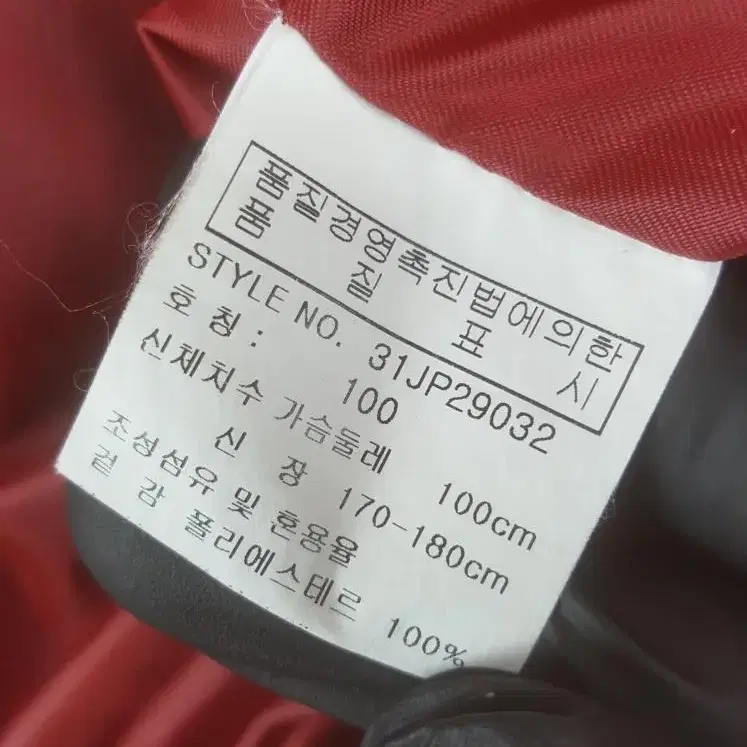 품질경영촉진법에의한
품 질 표 시
STYLE NO. 31JP29032
호 칭 : 100
신체치수 가슴둘레 100cm
신 장 170-180cm
조성섬유 및 혼용율
겉 감 폴리에스테르 100%